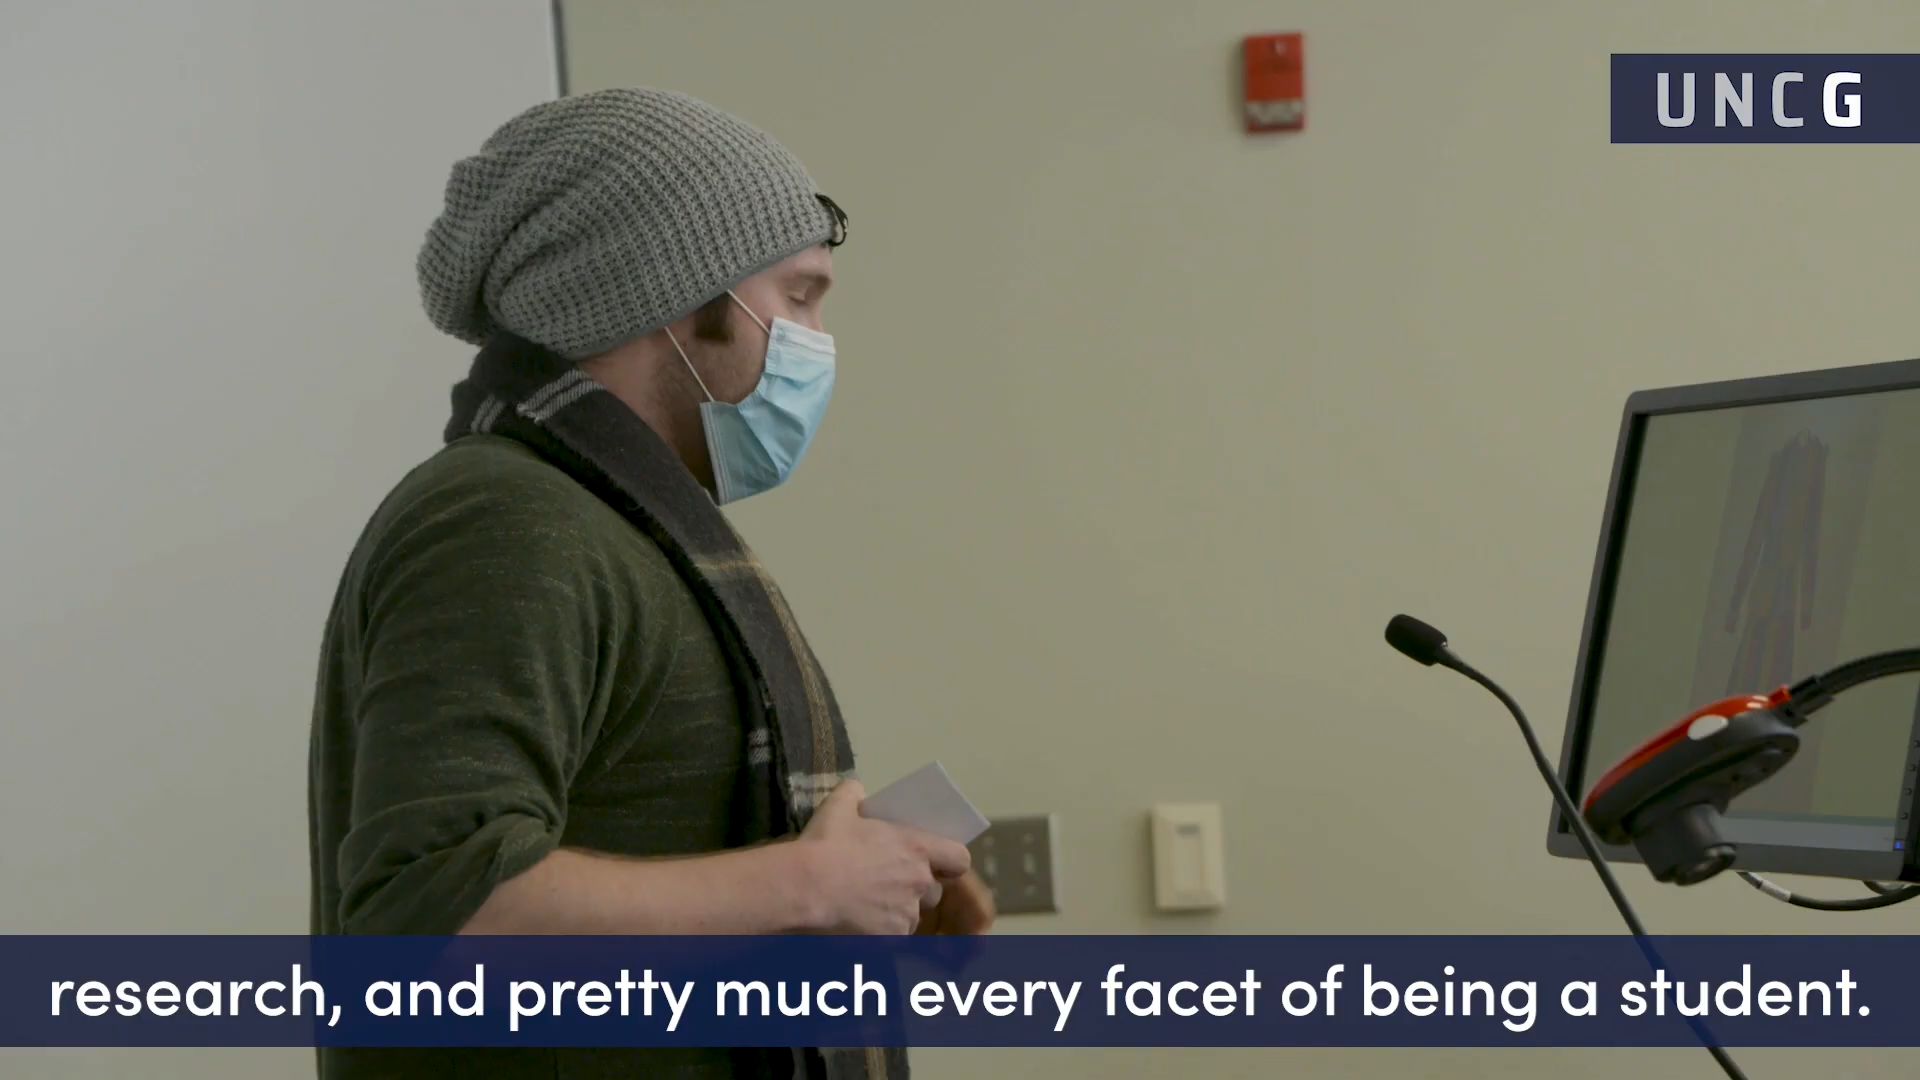 UNCG
research, and pretty much every facet of being a student.